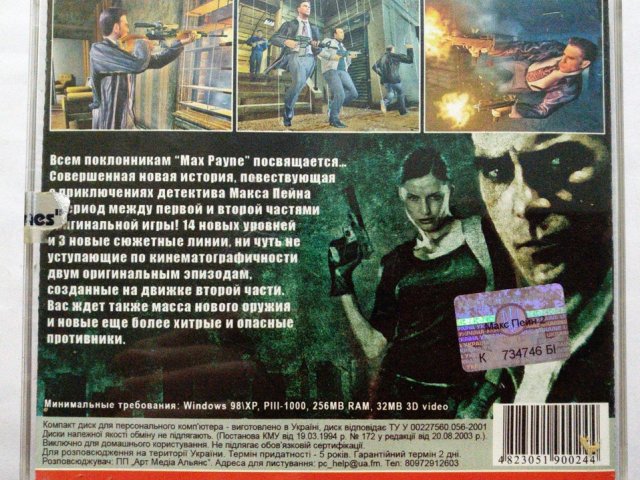 Всем поклонникам "Max Payne" посвящается...
Совершенная новая история, повествующая
о приключениях детектива Макса Пейна
период между первой и второй частями
гинальной игры! 14 новых уровней
и 3 новые сюжетные линии, ни чуть не
уступающие по кинематографичности
двум оригинальным эпизодам,
созданные на движке второй части.
Вас ждет также масса нового оружия
и новые еще более хитрые и опасные
противники.
nes"
Макс Пей
К 734746 БІ
Минимальные требования: Windows 98\XP, PIII-1000, 256MB RAM, 32MB 3D video
Компакт диск для персонального комп'ютера - виготовлено в Україні, диск відповідає ТУ У 00227560.056-2001
Диски належної якості обміну не підлягають. (Постанова КМУ від 19.03.1994 р. № 172 у редакції від 20.08.2003 р.).
Виключно для домашнього користування. Не підлягає обов'язковій сертифікації.
Для розповсюдження на території України. Термін придатності - 5 років. Гарантійний термін 2 дні.
Розповсюджувач: ПП „Арт Медіа Альянс". Адреса для листування: pc_help@ua.fm. Тел: 80972912603
4823051900244